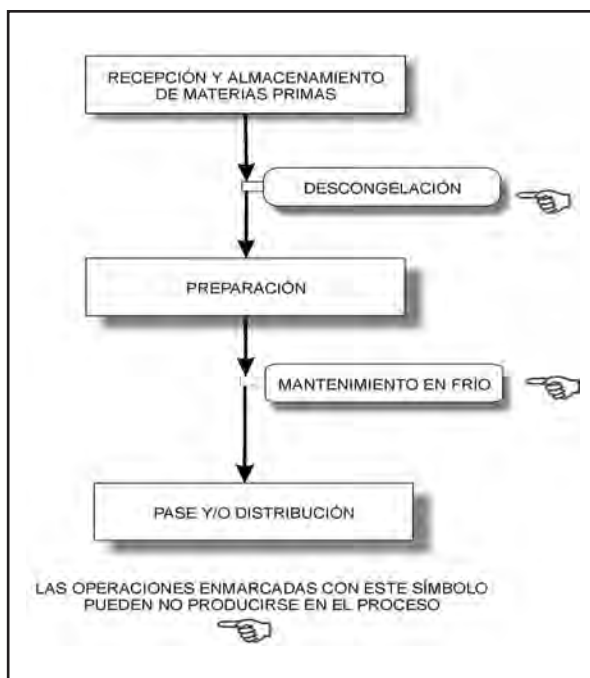 RECEPCIÓN Y ALMACENAMIENTO
DE MATERIAS PRIMAS
DESCONGELACIÓN
PREPARACIÓN
MANTENIMIENTO EN FRÍO
PASE Y/O DISTRIBUCIÓN
LAS OPERACIONES ENMARCADAS CON ESTE SÍMBOLO
PUEDEN NO PRODUCIRSE EN EL PROCESO